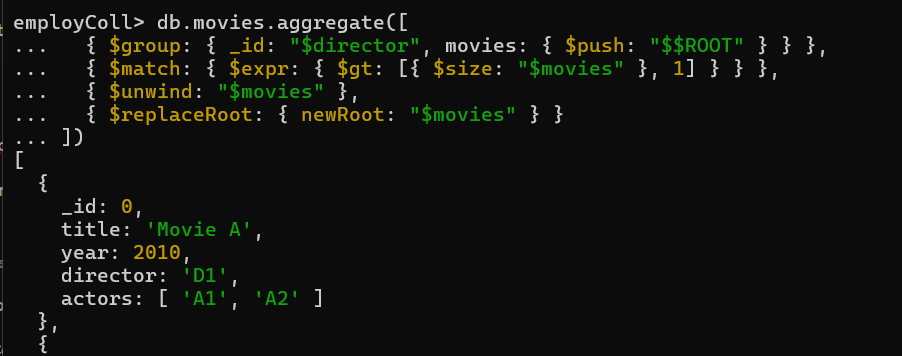 employColl> db.movies.aggregate([
...   { $group: { _id: "$director", movies: { $push: "$$ROOT" } } },
...   { $match: { $expr: { $gt: [{ $size: "$movies" }, 1] } } },
...   { $unwind: "$movies" },
...   { $replaceRoot: { newRoot: "$movies" } }
... ])
[
  {
    _id: 0,
    title: 'Movie A',
    year: 2010,
    director: 'D1',
    actors: [ 'A1', 'A2' ]
  },
  {